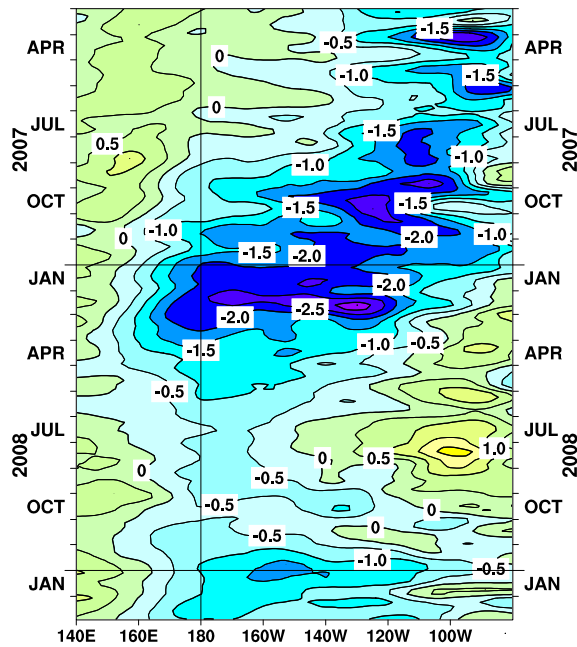 -1.5
APR 0 -0.5 APR
-1.0 -1.5
0
JUL -1.5 JUL
0.5
2007 -1.0 -1.0 2007
OCT -1.5 -1.5 OCT
0 -1.0 -2.0 -1.0
-1.5 -2.0
JAN -2.0 JAN
-2.0 -2.5
APR -1.5 -1.0 -0.5 APR
-0.5
JUL JUL
1.0
2008 0 0 0.5 2008
-0.5
OCT -0.5 0 OCT
0
-1.0
JAN -0.5 JAN
140E 160E 180 160W 140W 120W 100W